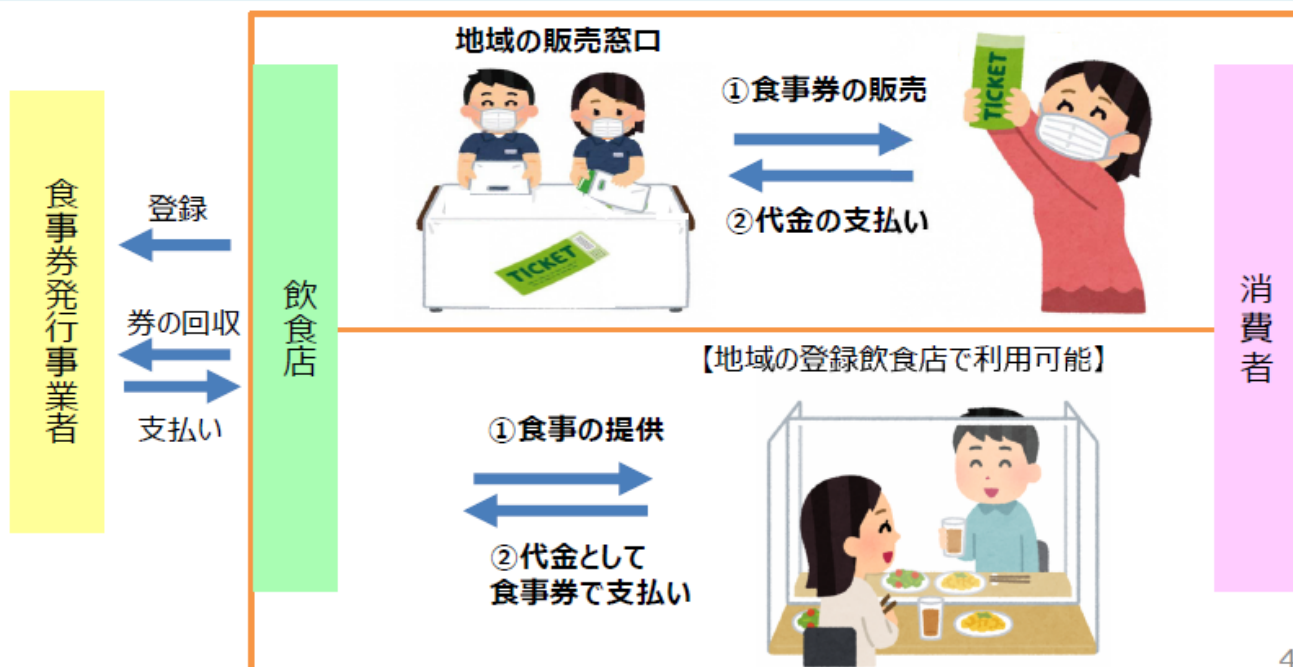 地域の販売窓口
①食事券の販売
②代金の支払い
TICKET
TICKET
食事券発行事業者
登録
券の回収
支払い
飲食店
消費者
【地域の登録飲食店で利用可能】
①食事の提供
②代金として
食事券で支払い
4